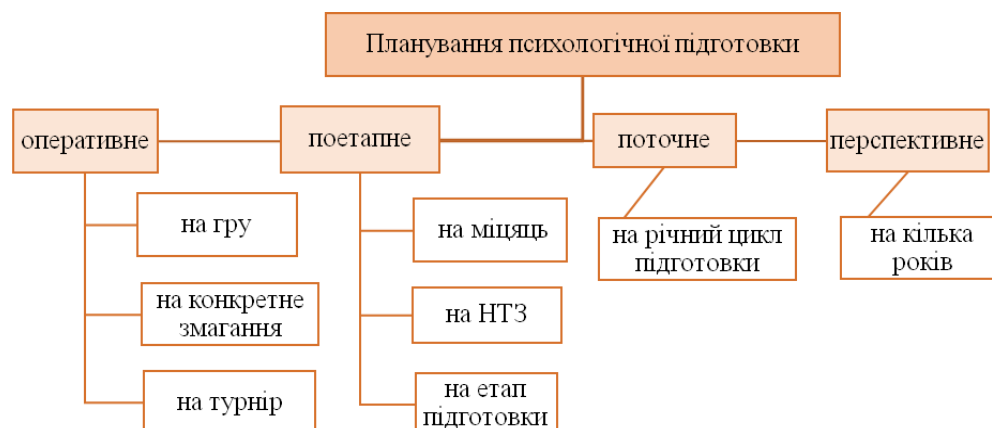 Планування психологічної підготовки
оперативне
поетапне
поточне
перспективне
на гру
на міцяць
на річний цикл
підготовки
на кілька
років
на конкретне
змагання
на НТЗ
на турнір
на етап
підготовки